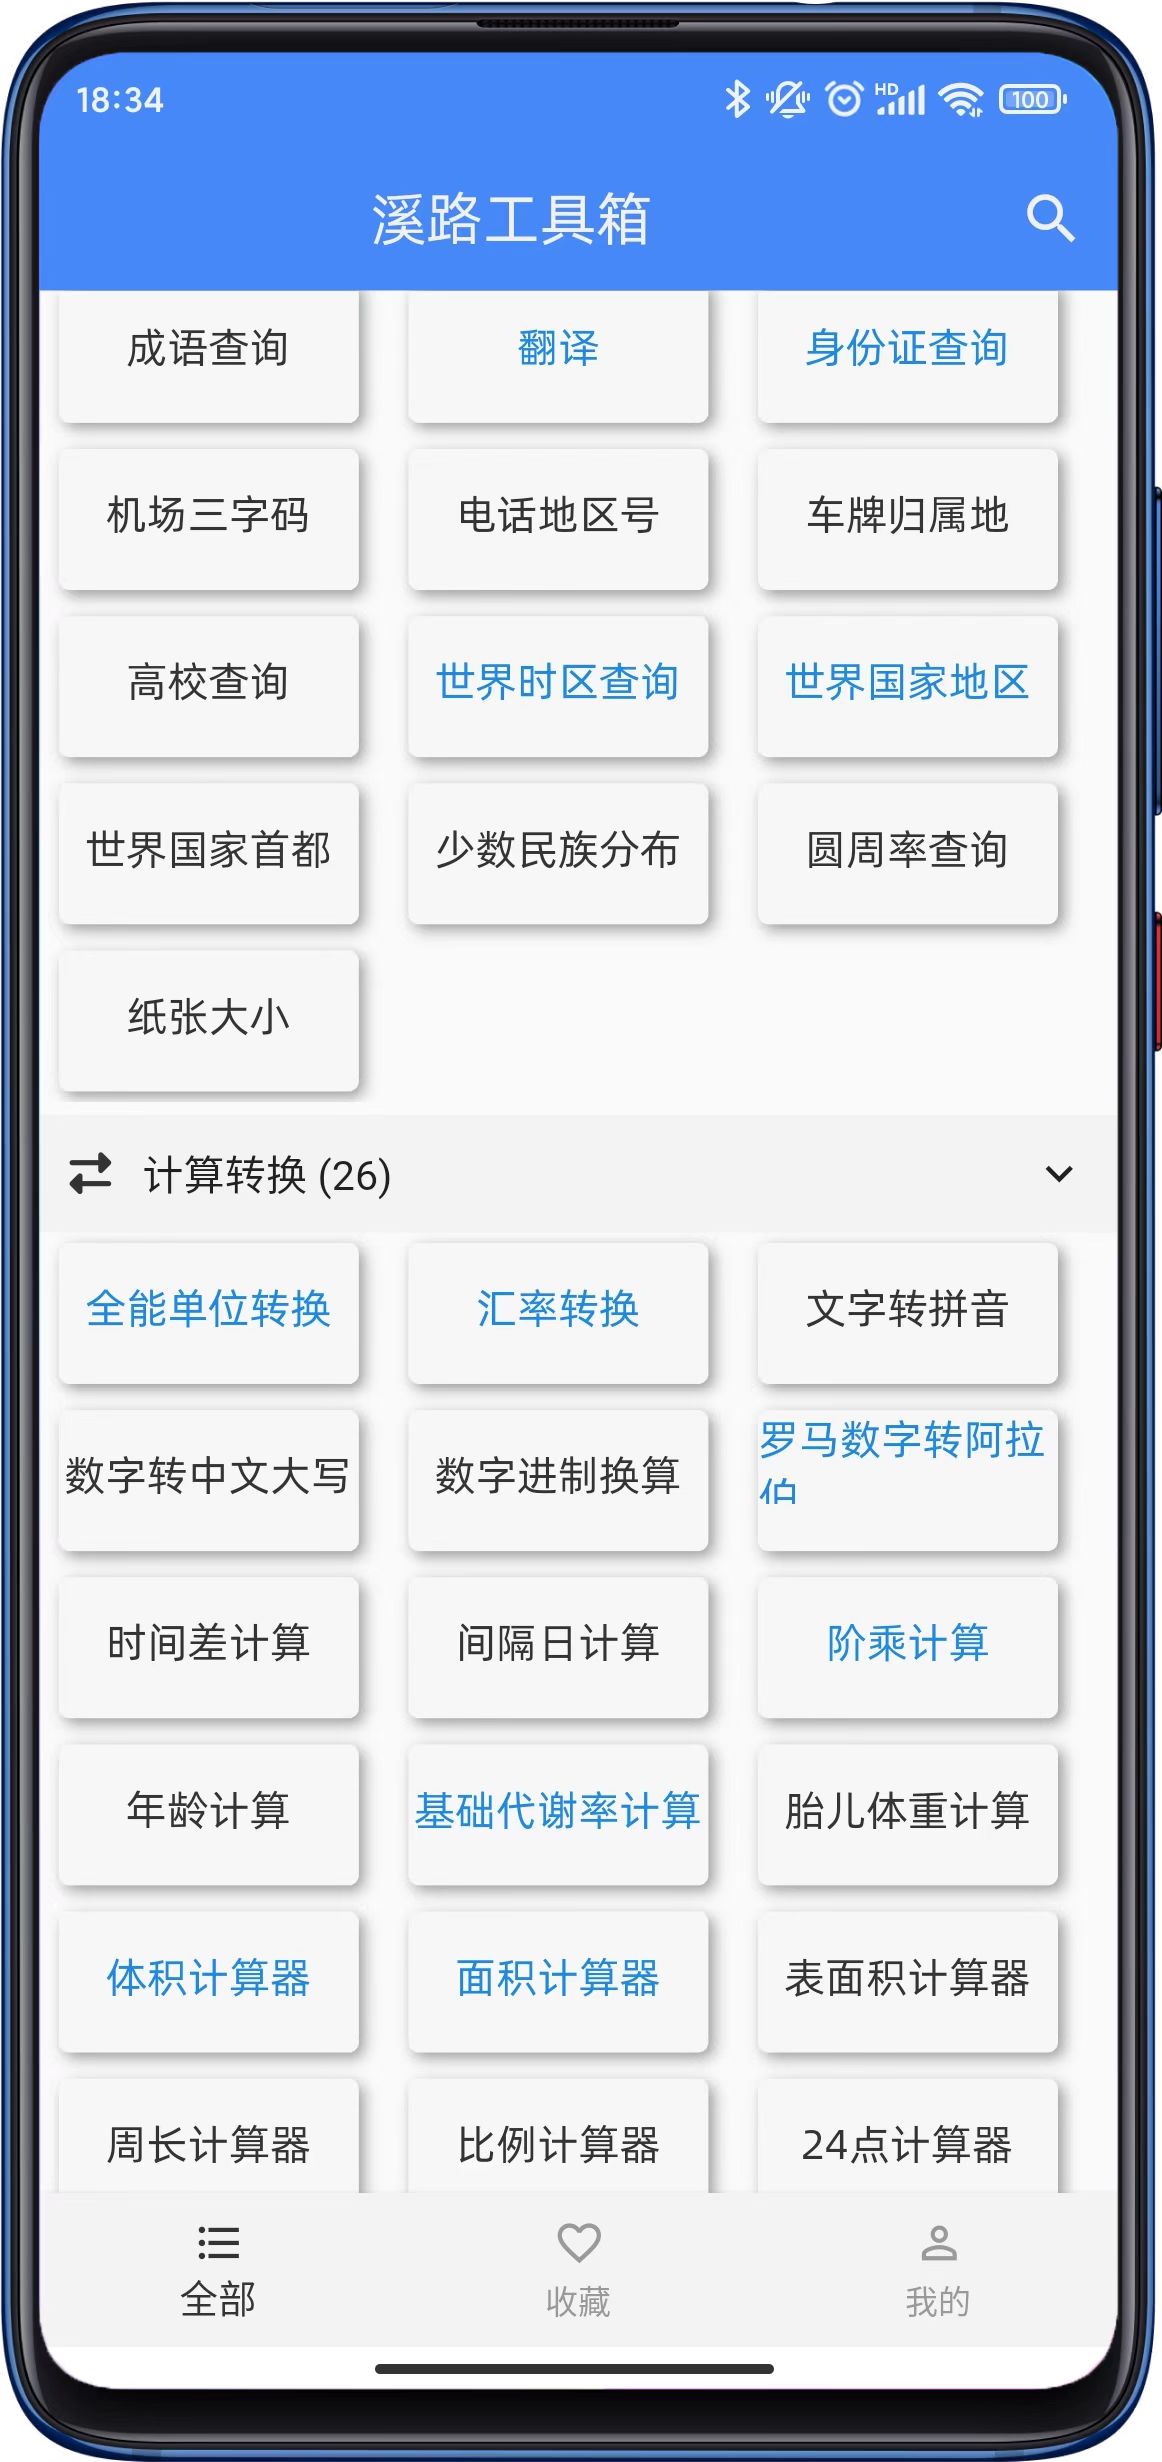 18:34
HD
100
溪路工具箱
成语查询
翻译
身份证查询
机场三字码
电话地区号
车牌归属地
高校查询
世界时区查询
世界国家地区
世界国家首都
少数民族分布
圆周率查询
纸张大小
计算转换 (26)
全能单位转换
汇率转换
文字转拼音
数字转中文大写
数字进制换算
罗马数字转阿拉
伯
时间差计算
间隔日计算
阶乘计算
年龄计算
基础代谢率计算
胎儿体重计算
体积计算器
面积计算器
表面积计算器
周长计算器
比例计算器
24点计算器
全部
收藏
我的